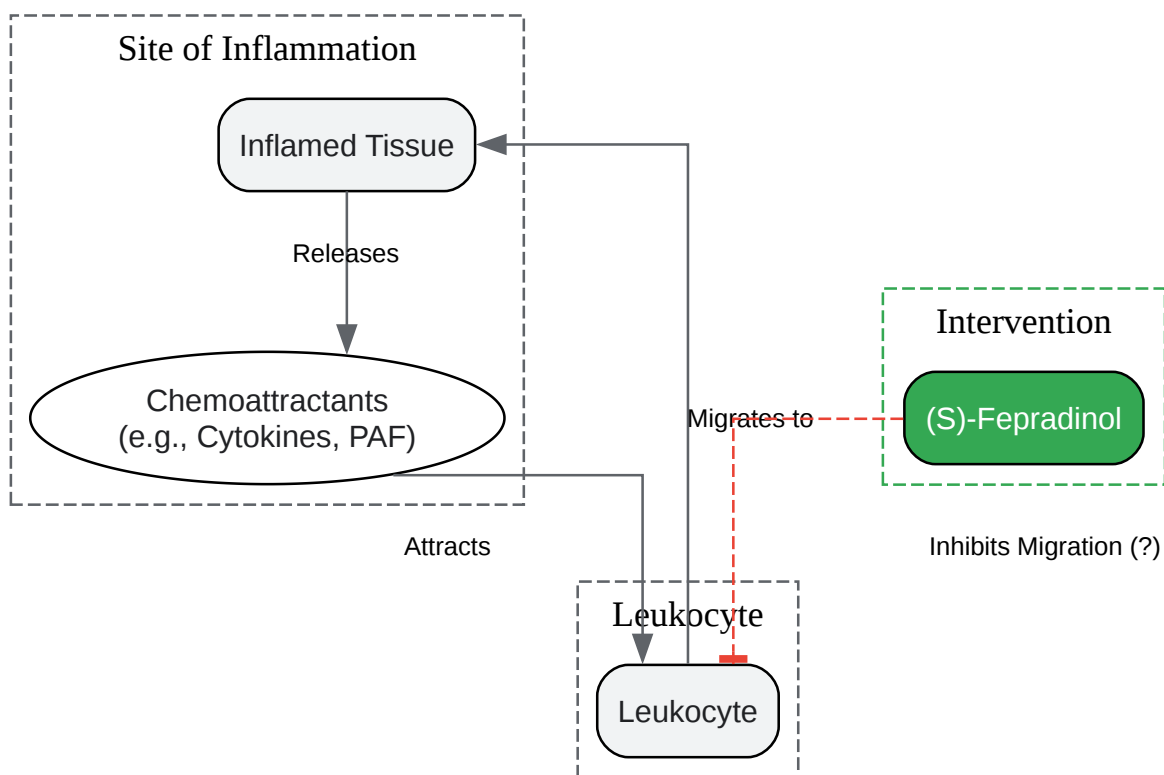 Site of Inflammation
Inflamed Tissue
Releases
Chemoattractants
(e.g., Cytokines, PAF)
Attracts
Intervention
(S)-Fepradinol
Migrates to
Inhibits Migration (?)
Leukocyte
Leukocyte